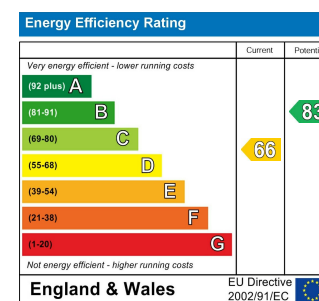 Energy Efficiency Rating
Current Potenti
Very energy efficient - lower running costs
(92 plus) A
(81-91) B
(69-80) C
(55-68) D
(39-54) E
(21-38) F
(1-20) G
66
83
Not energy efficient - higher running costs
England & Wales
EU Directive
2002/91/EC